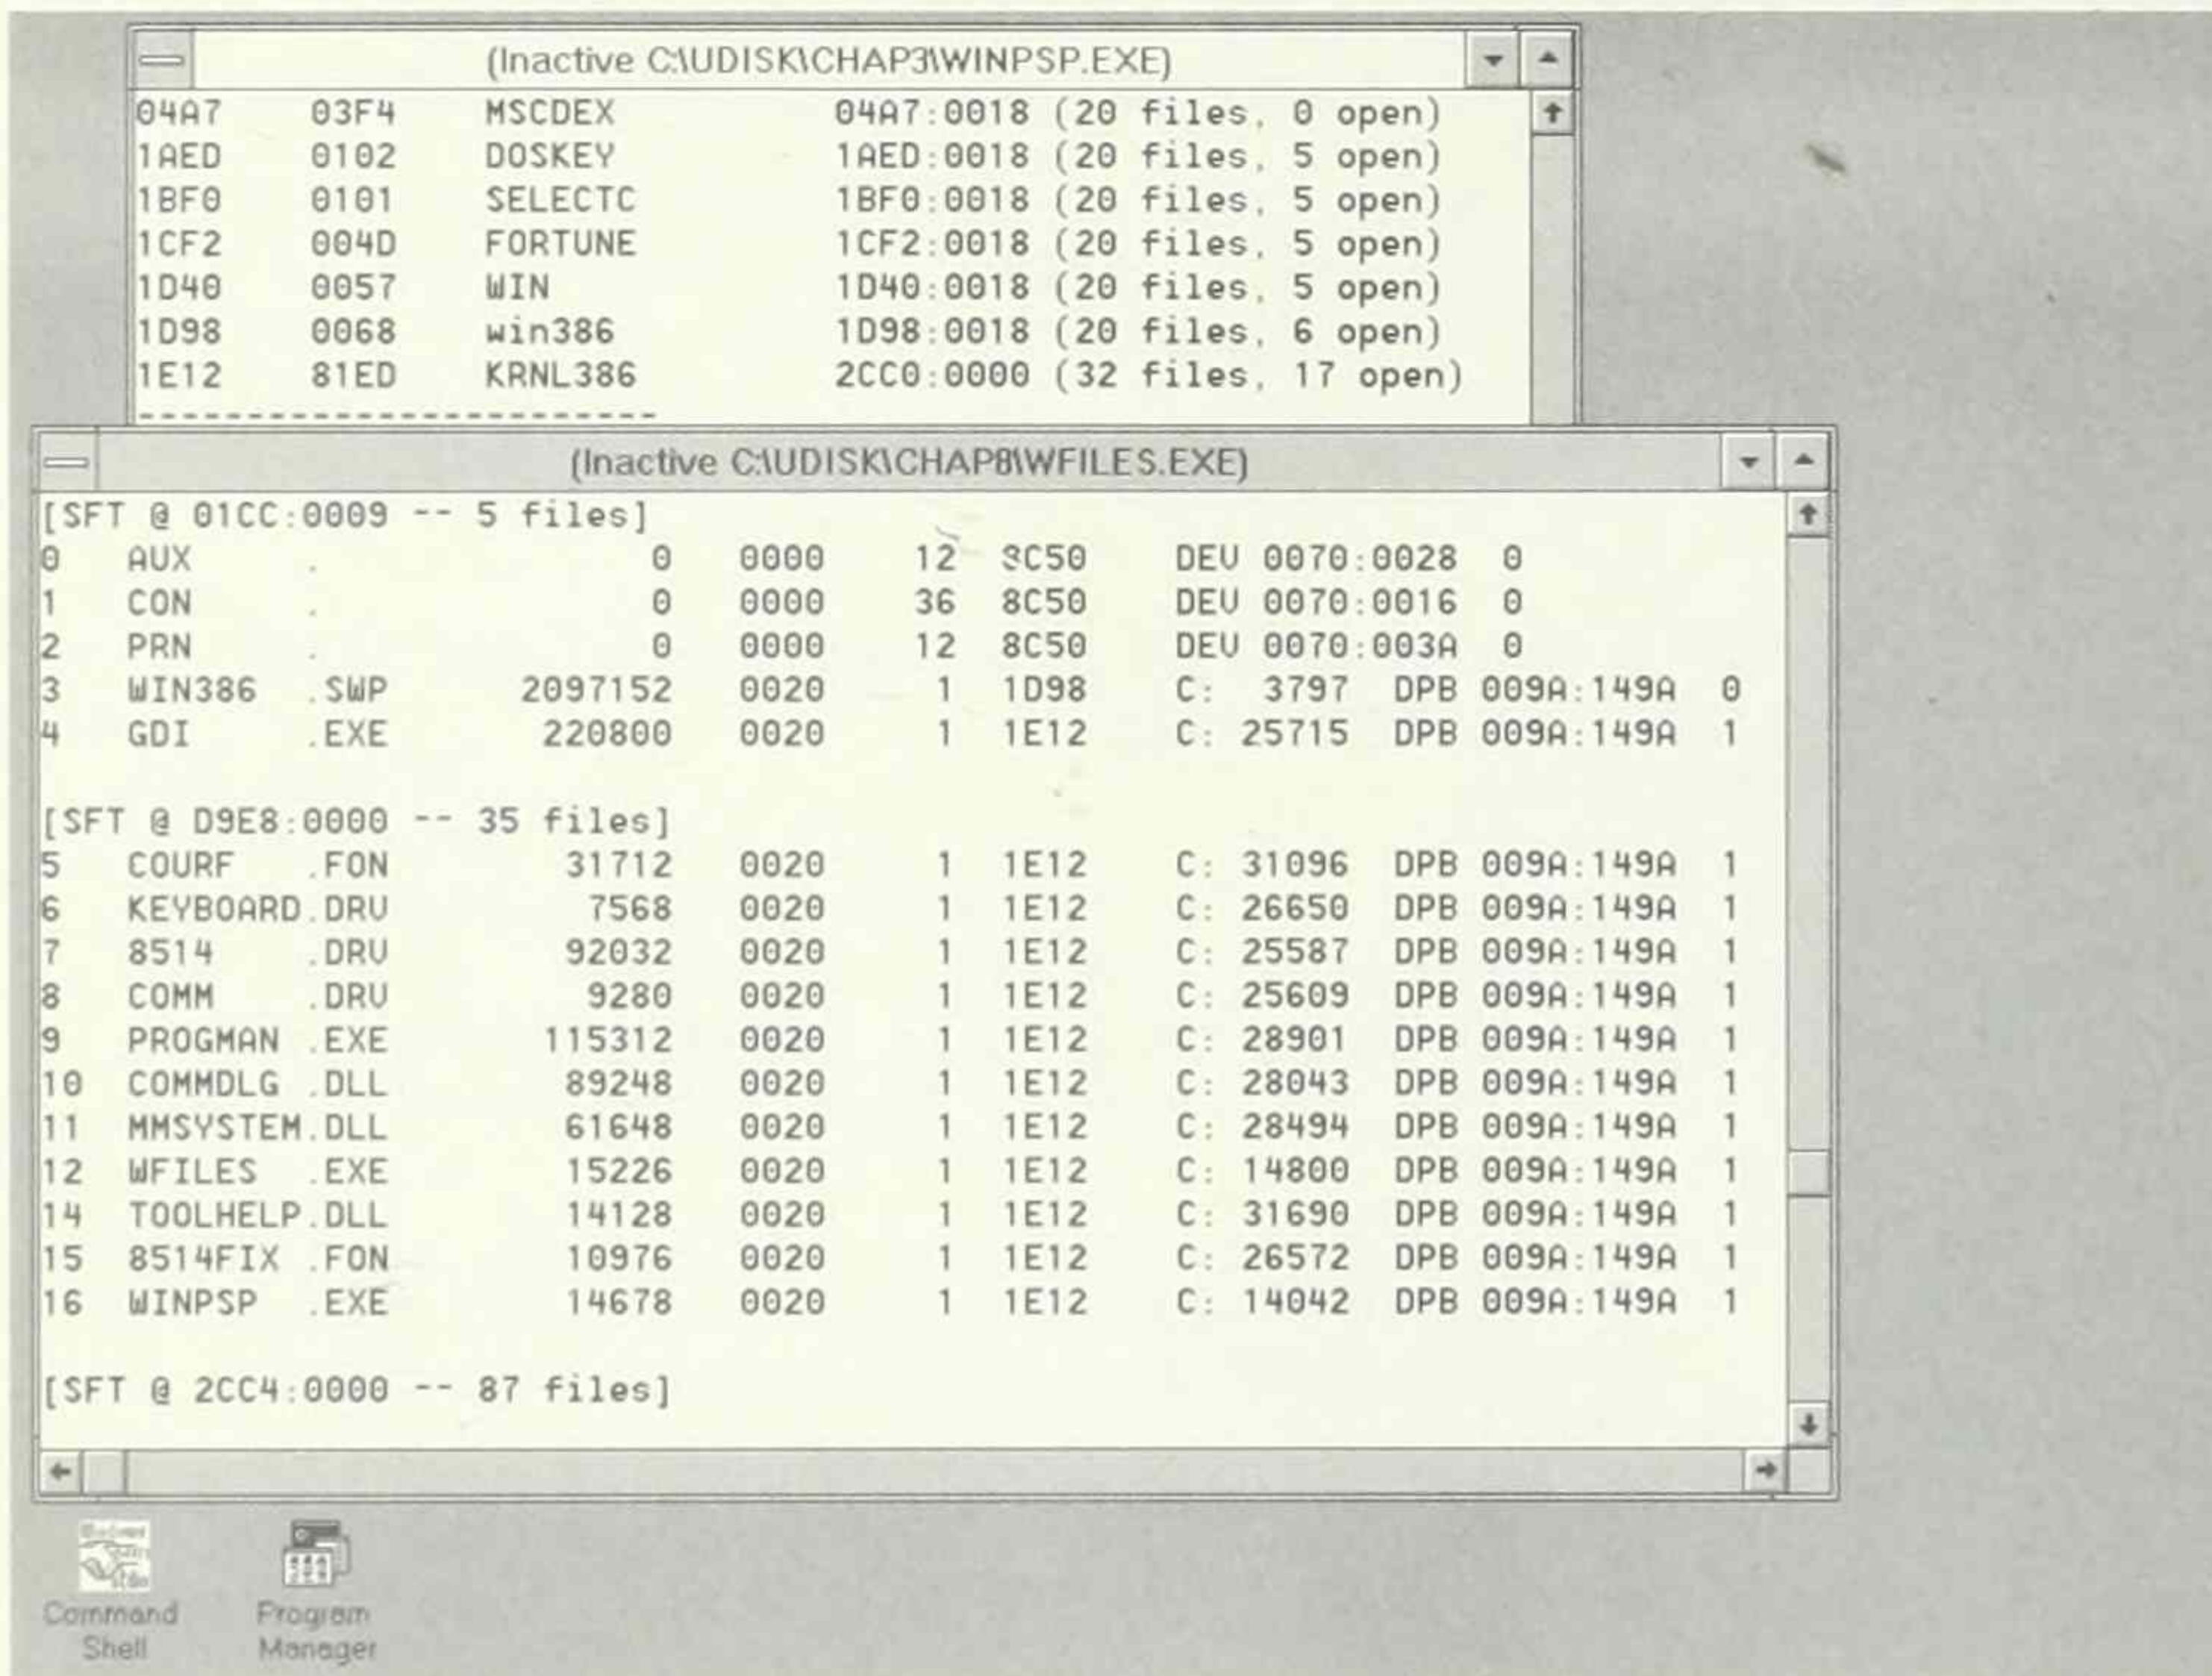 (Inactive C:\UDISK\CHAP3\WINPSP.EXE)
04A7 03F4 MSCDEX 04A7:0018 (20 files, 0 open)
1AED 0102 DOSKEY 1AED:0018 (20 files, 5 open)
1BF0 0101 SELECTC 1BF0:0018 (20 files, 5 open)
1CF2 004D FORTUNE 1CF2:0018 (20 files, 5 open)
1D40 0057 WIN 1D40:0018 (20 files, 5 open)
1D98 0068 win386 1D98:0018 (20 files, 6 open)
1E12 81ED KRNL386 2CC0:0000 (32 files, 17 open)
------------------------
(Inactive C:\UDISK\CHAP8\WFILES.EXE)
[SFT @ 01CC:0009 -- 5 files]
0 AUX . 0 0000 12 8C50 DEV 0070:0028 0
1 CON . 0 0000 36 8C50 DEV 0070:0016 0
2 PRN . 0 0000 12 8C50 DEV 0070:003A 0
3 WIN386 .SWP 2097152 0020 1 1D98 C: 3797 DPB 009A:149A 0
4 GDI .EXE 220800 0020 1 1E12 C: 25715 DPB 009A:149A 1
[SFT @ D9E8:0000 -- 35 files]
5 COURF .FON 31712 0020 1 1E12 C: 31096 DPB 009A:149A 1
6 KEYBOARD.DRV 7568 0020 1 1E12 C: 26650 DPB 009A:149A 1
7 8514 .DRV 92032 0020 1 1E12 C: 25587 DPB 009A:149A 1
8 COMM .DRV 9280 0020 1 1E12 C: 25609 DPB 009A:149A 1
9 PROGMAN .EXE 115312 0020 1 1E12 C: 28901 DPB 009A:149A 1
10 COMMDLG .DLL 89248 0020 1 1E12 C: 28043 DPB 009A:149A 1
11 MMSYSTEM.DLL 61648 0020 1 1E12 C: 28494 DPB 009A:149A 1
12 WFILES .EXE 15226 0020 1 1E12 C: 14800 DPB 009A:149A 1
14 TOOLHELP.DLL 14128 0020 1 1E12 C: 31690 DPB 009A:149A 1
15 8514FIX .FON 10976 0020 1 1E12 C: 26572 DPB 009A:149A 1
16 WINPSP .EXE 14678 0020 1 1E12 C: 14042 DPB 009A:149A 1
[SFT @ 2CC4:0000 -- 87 files]
Command Shell
Program Manager